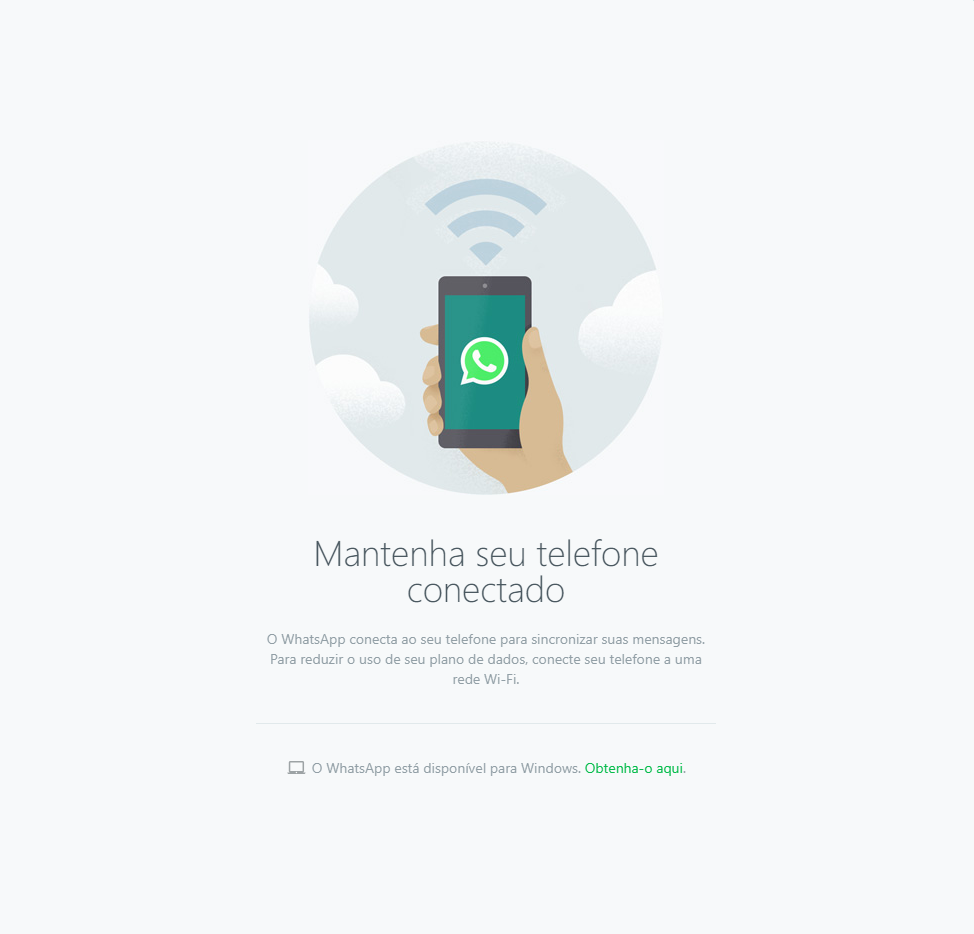 Mantenha seu telefone
conectado
O WhatsApp conecta ao seu telefone para sincronizar suas mensagens.
Para reduzir o uso de seu plano de dados, conecte seu telefone a uma
rede Wi-Fi.
O WhatsApp está disponível para Windows. Obtenha-o aqui.